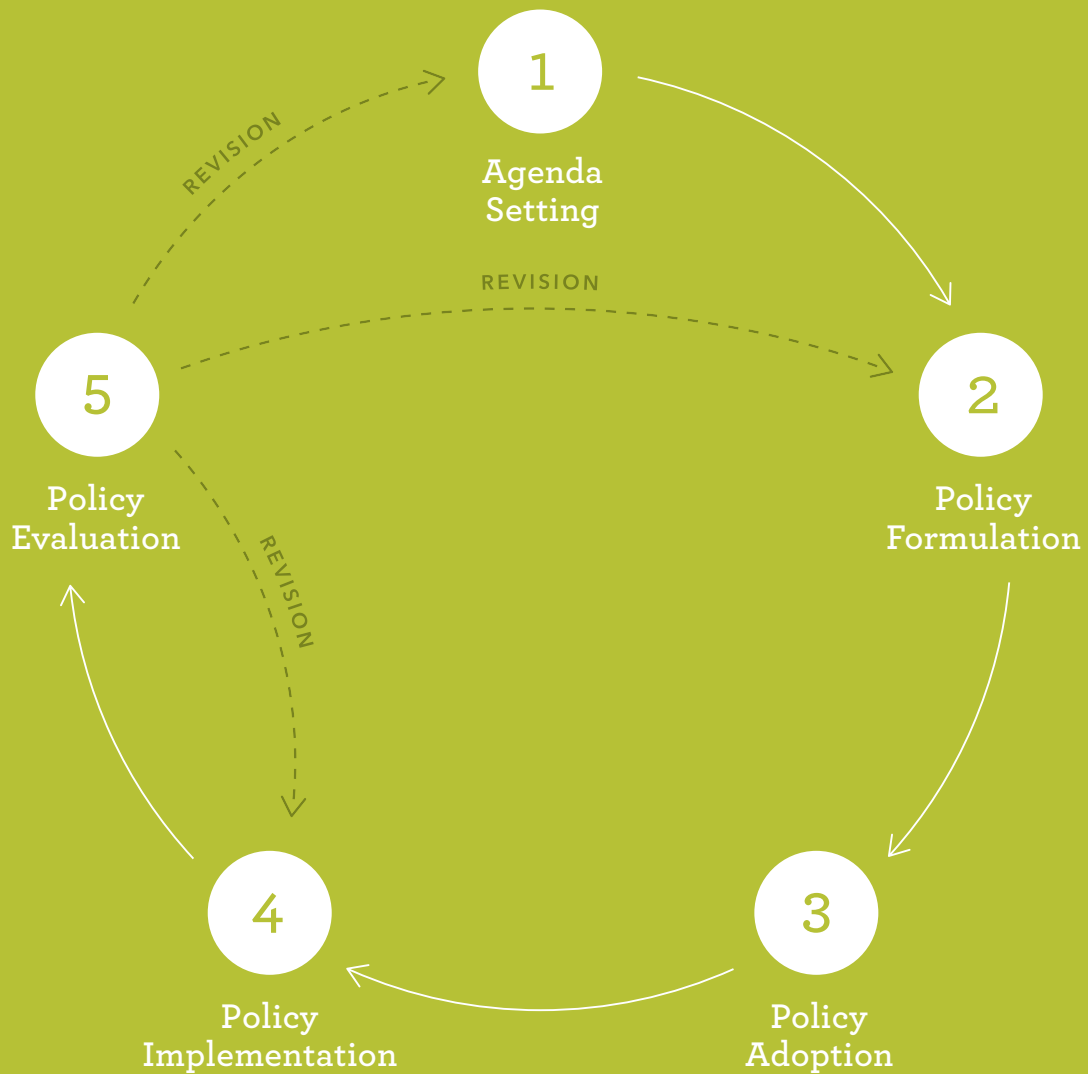 1
Agenda
Setting
REVISION
REVISION
5
Policy
Evaluation
2
Policy
Formulation
REVISION
4
Policy
Implementation
3
Policy
Adoption